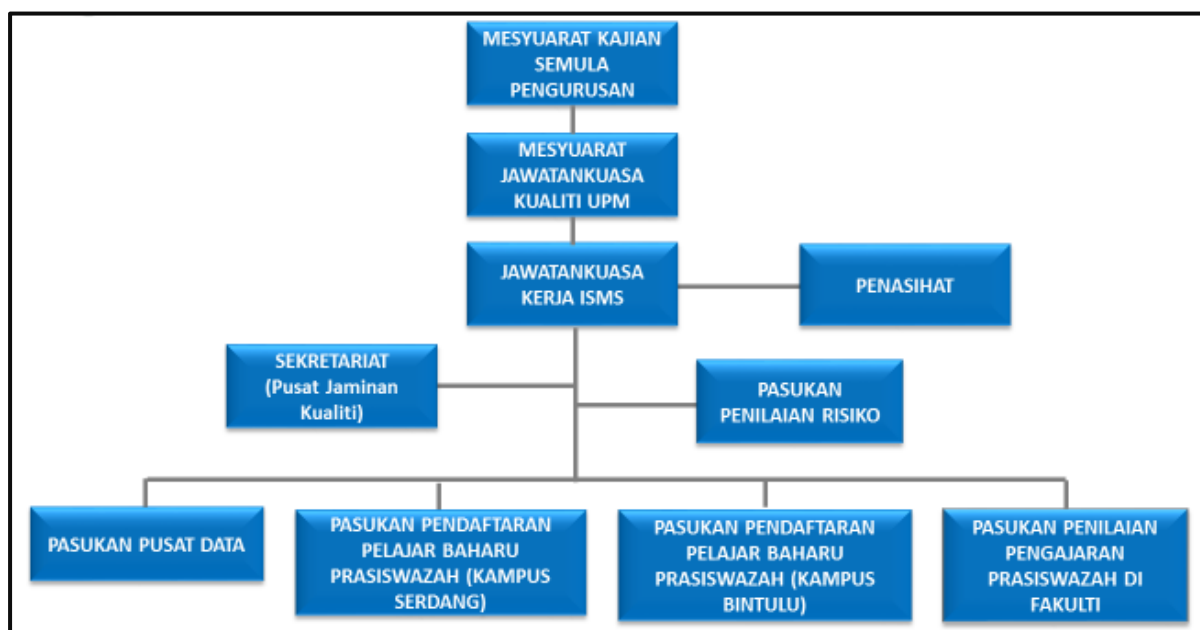 MESYUARAT KAJIAN
SEMULA
PENGURUSAN
MESYUARAT
JAWATANKUASA
KUALITI UPM
JAWATANKUASA
KERJA ISMS
PENASIHAT
SEKRETARIAT
(Pusat Jaminan
Kualiti)
PASUKAN
PENILAIAN RISIKO
PASUKAN PUSAT DATA
PASUKAN PENDAFTARAN
PELAJAR BAHARU
PRASISWAZAH (KAMPUS
SERDANG)
PASUKAN PENDAFTARAN
PELAJAR BAHARU
PRASISWAZAH (KAMPUS
BINTULU)
PASUKAN PENILAIAN
PENGAJARAN
PRASISWAZAH DI
FAKULTI